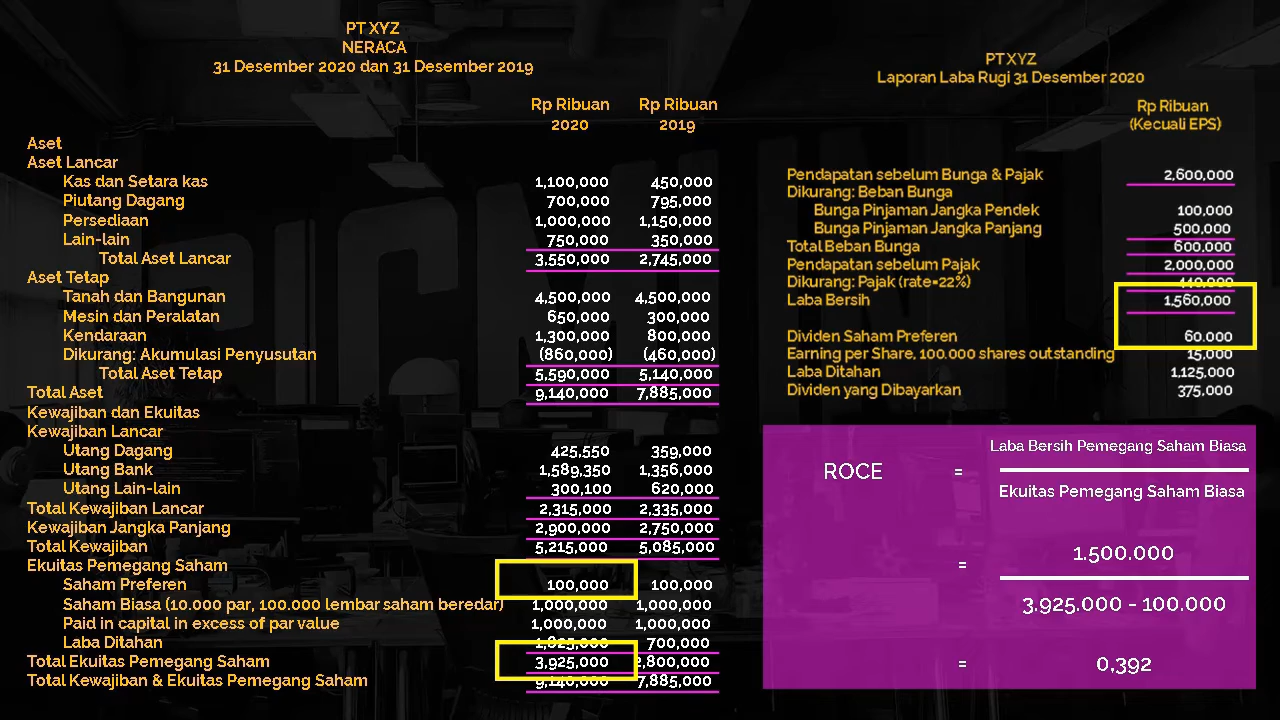 PT XYZ
NERACA
31 Desember 2020 dan 31 Desember 2019
Rp Ribuan Rp Ribuan
2020 2019
Aset
Aset Lancar
Kas dan Setara kas 1,100,000 450,000
Piutang Dagang 700,000 795,000
Persediaan 1,000,000 1,150,000
Lain-lain 750,000 350,000
Total Aset Lancar 3,550,000 2,745,000
Aset Tetap
Tanah dan Bangunan 4,500,000 4,500,000
Mesin dan Peralatan 650,000 300,000
Kendaraan 1,300,000 800,000
Dikurang: Akumulasi Penyusutan (860,000) (460,000)
Total Aset Tetap 5,590,000 5,140,000
Total Aset 9,140,000 7,885,000
Kewajiban dan Ekuitas
Kewajiban Lancar
Utang Dagang 425,550 359,000
Utang Bank 1,589,350 1,356,000
Utang Lain-lain 300,100 620,000
Total Kewajiban Lancar 2,315,000 2,335,000
Kewajiban Jangka Panjang 2,900,000 2,750,000
Total Kewajiban 5,215,000 5,085,000
Ekuitas Pemegang Saham
Saham Preferen 100,000 100,000
Saham Biasa (10.000 par, 100.000 lembar saham beredar) 1,000,000 1,000,000
Paid in capital in excess of par value 1,000,000 1,000,000
Laba Ditahan 1,825,000 700,000
Total Ekuitas Pemegang Saham 3,925,000 2,800,000
Total Kewajiban & Ekuitas Pemegang Saham 9,140,000 7,885,000
PT XYZ
Laporan Laba Rugi 31 Desember 2020
Rp Ribuan
(Kecuali EPS)
Pendapatan sebelum Bunga & Pajak 2,600,000
Dikurang: Beban Bunga
Bunga Pinjaman Jangka Pendek 100,000
Bunga Pinjaman Jangka Panjang 500,000
Total Beban Bunga 600,000
Pendapatan sebelum Pajak 2,000,000
Dikurang: Pajak (rate=22%) 440,000
Laba Bersih 1,560,000
Dividen Saham Preferen 60.000
Earning per Share, 100.000 shares outstanding 15,000
Laba Ditahan 1,125,000
Dividen yang Dibayarkan 375,000
ROCE = Laba Bersih Pemegang Saham Biasa
Ekuitas Pemegang Saham Biasa
= 1.500.000
3.925.000 - 100.000
= 0,392